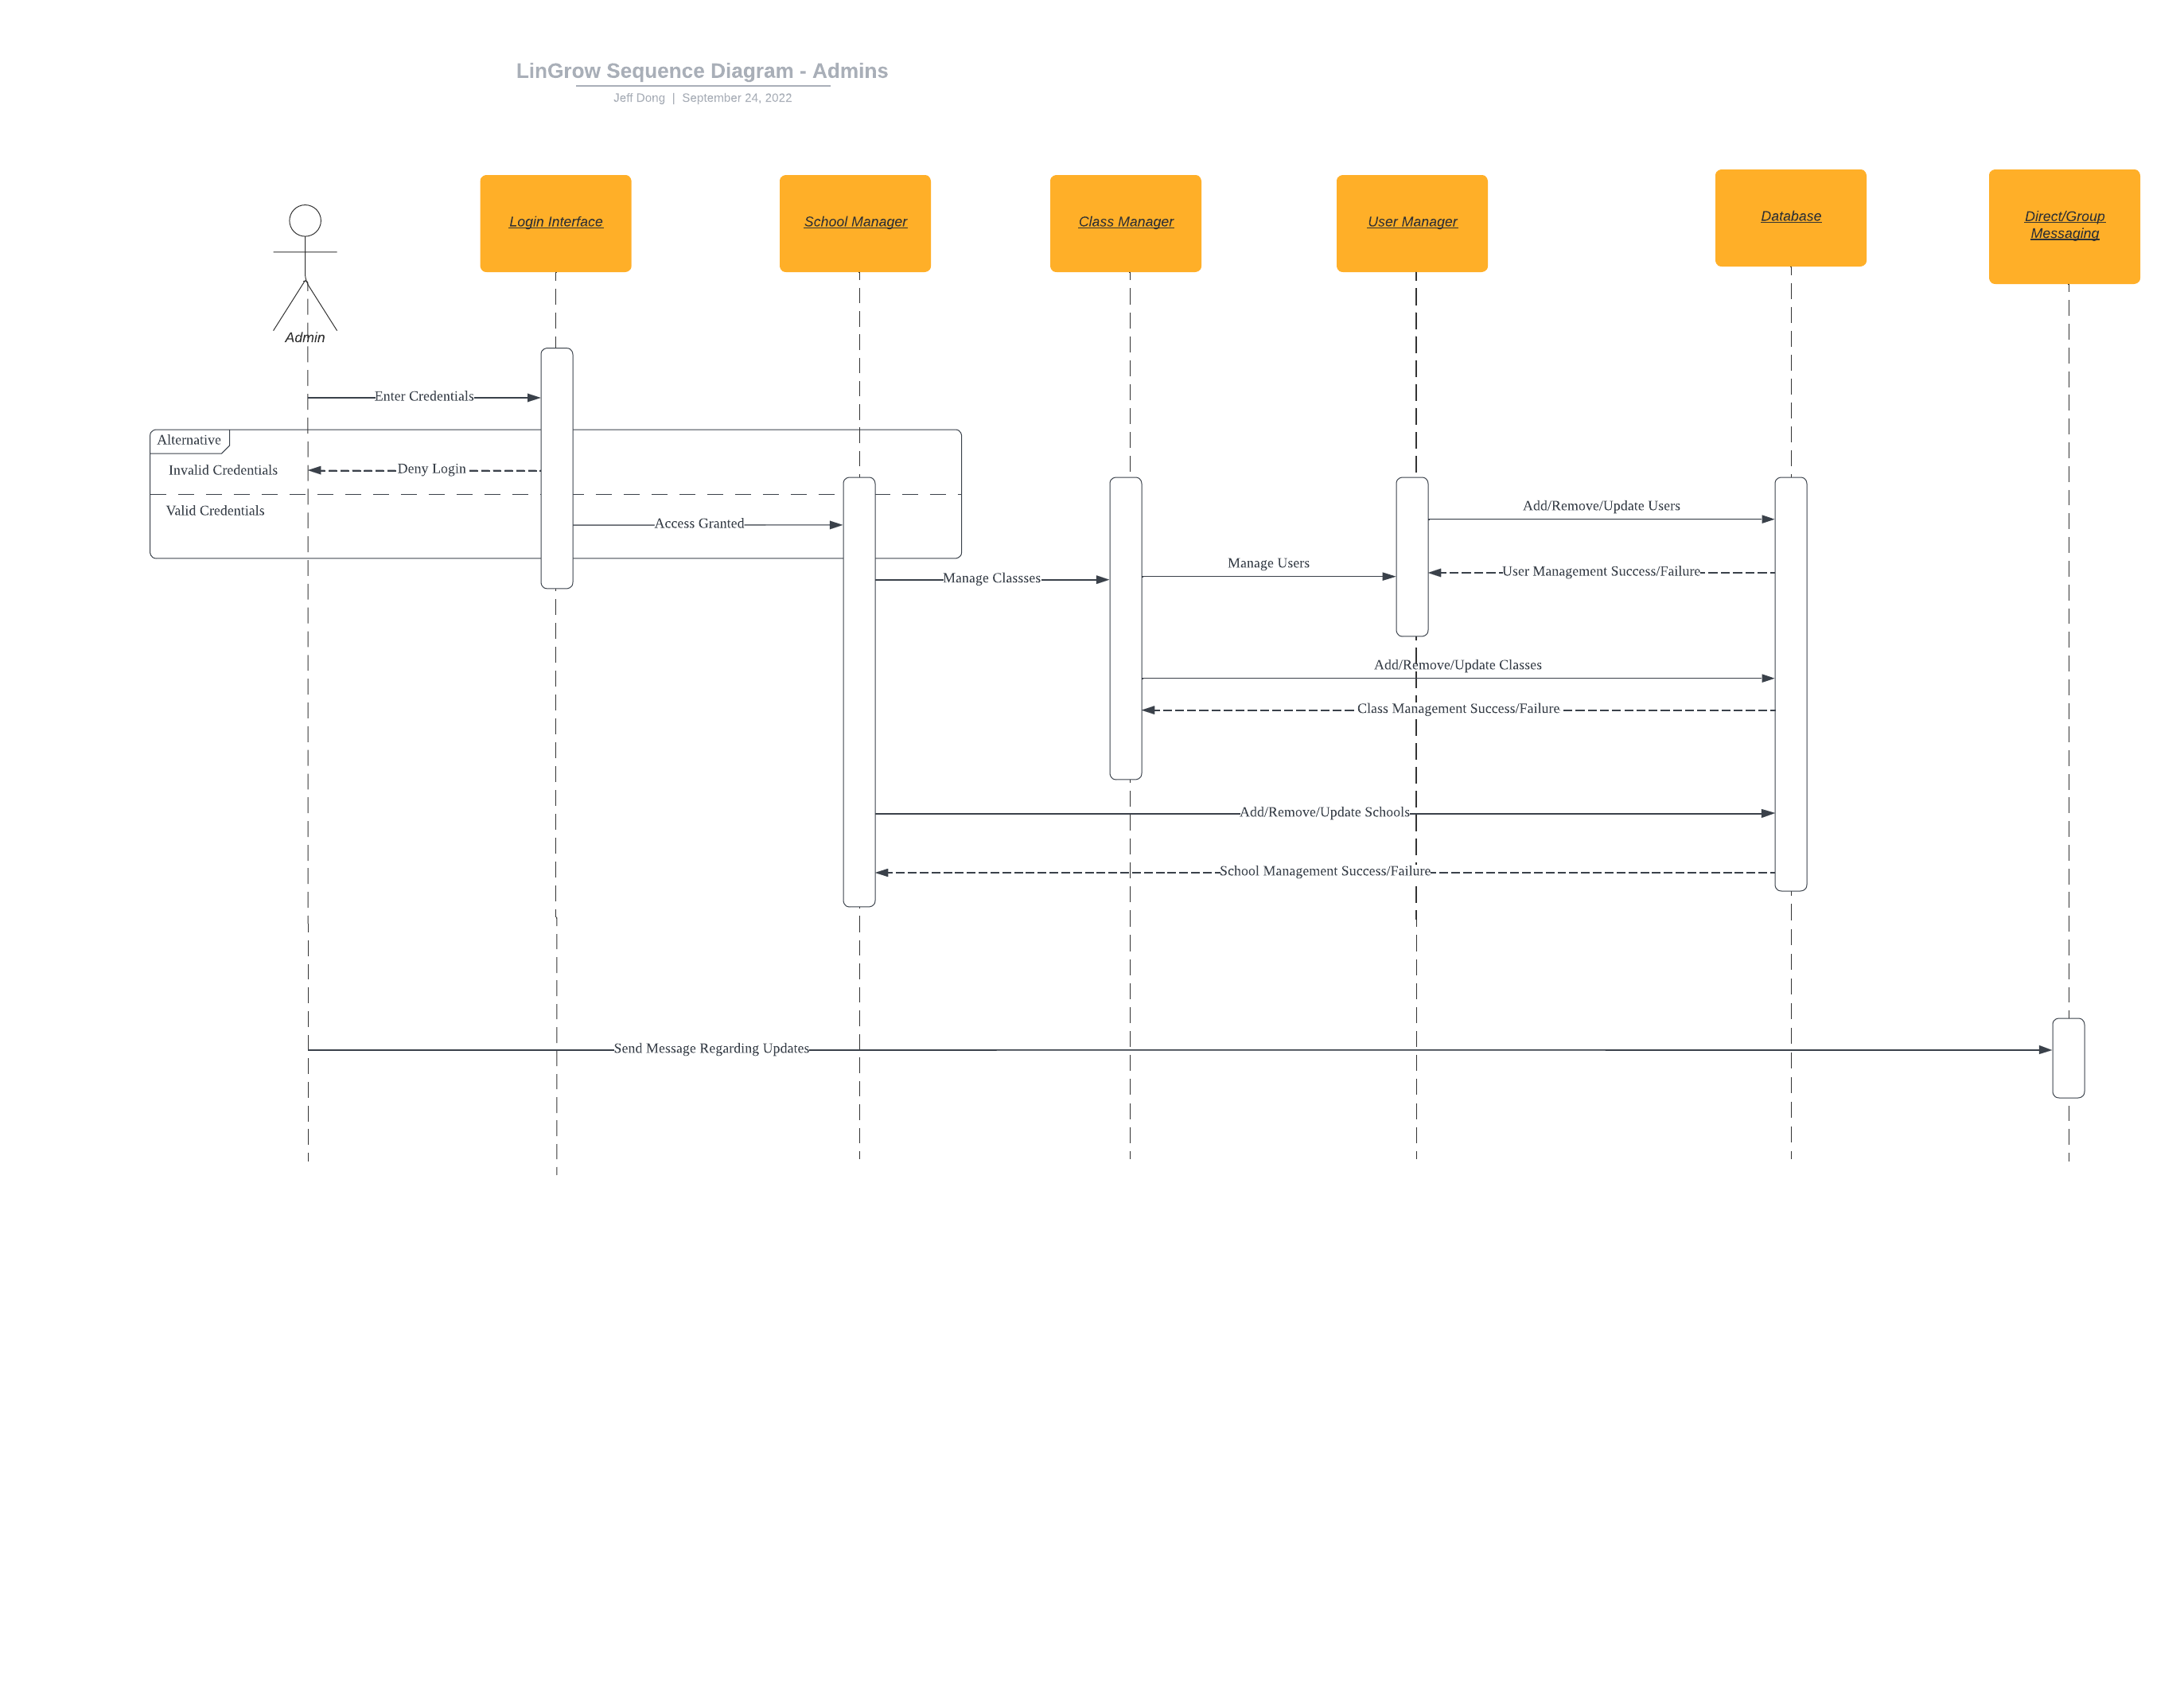 LinGrow Sequence Diagram - Admins
Jeff Dong | September 24, 2022
Login Interface
School Manager
Class Manager
User Manager
Database
Direct/Group
Messaging
Admin
Enter Credentials
Alternative
Invalid Credentials
Deny Login
Valid Credentials
Access Granted
Add/Remove/Update Users
Manage Users
User Management Success/Failure
Manage Classses
Add/Remove/Update Classes
Class Management Success/Failure
Add/Remove/Update Schools
School Management Success/Failure
Send Message Regarding Updates